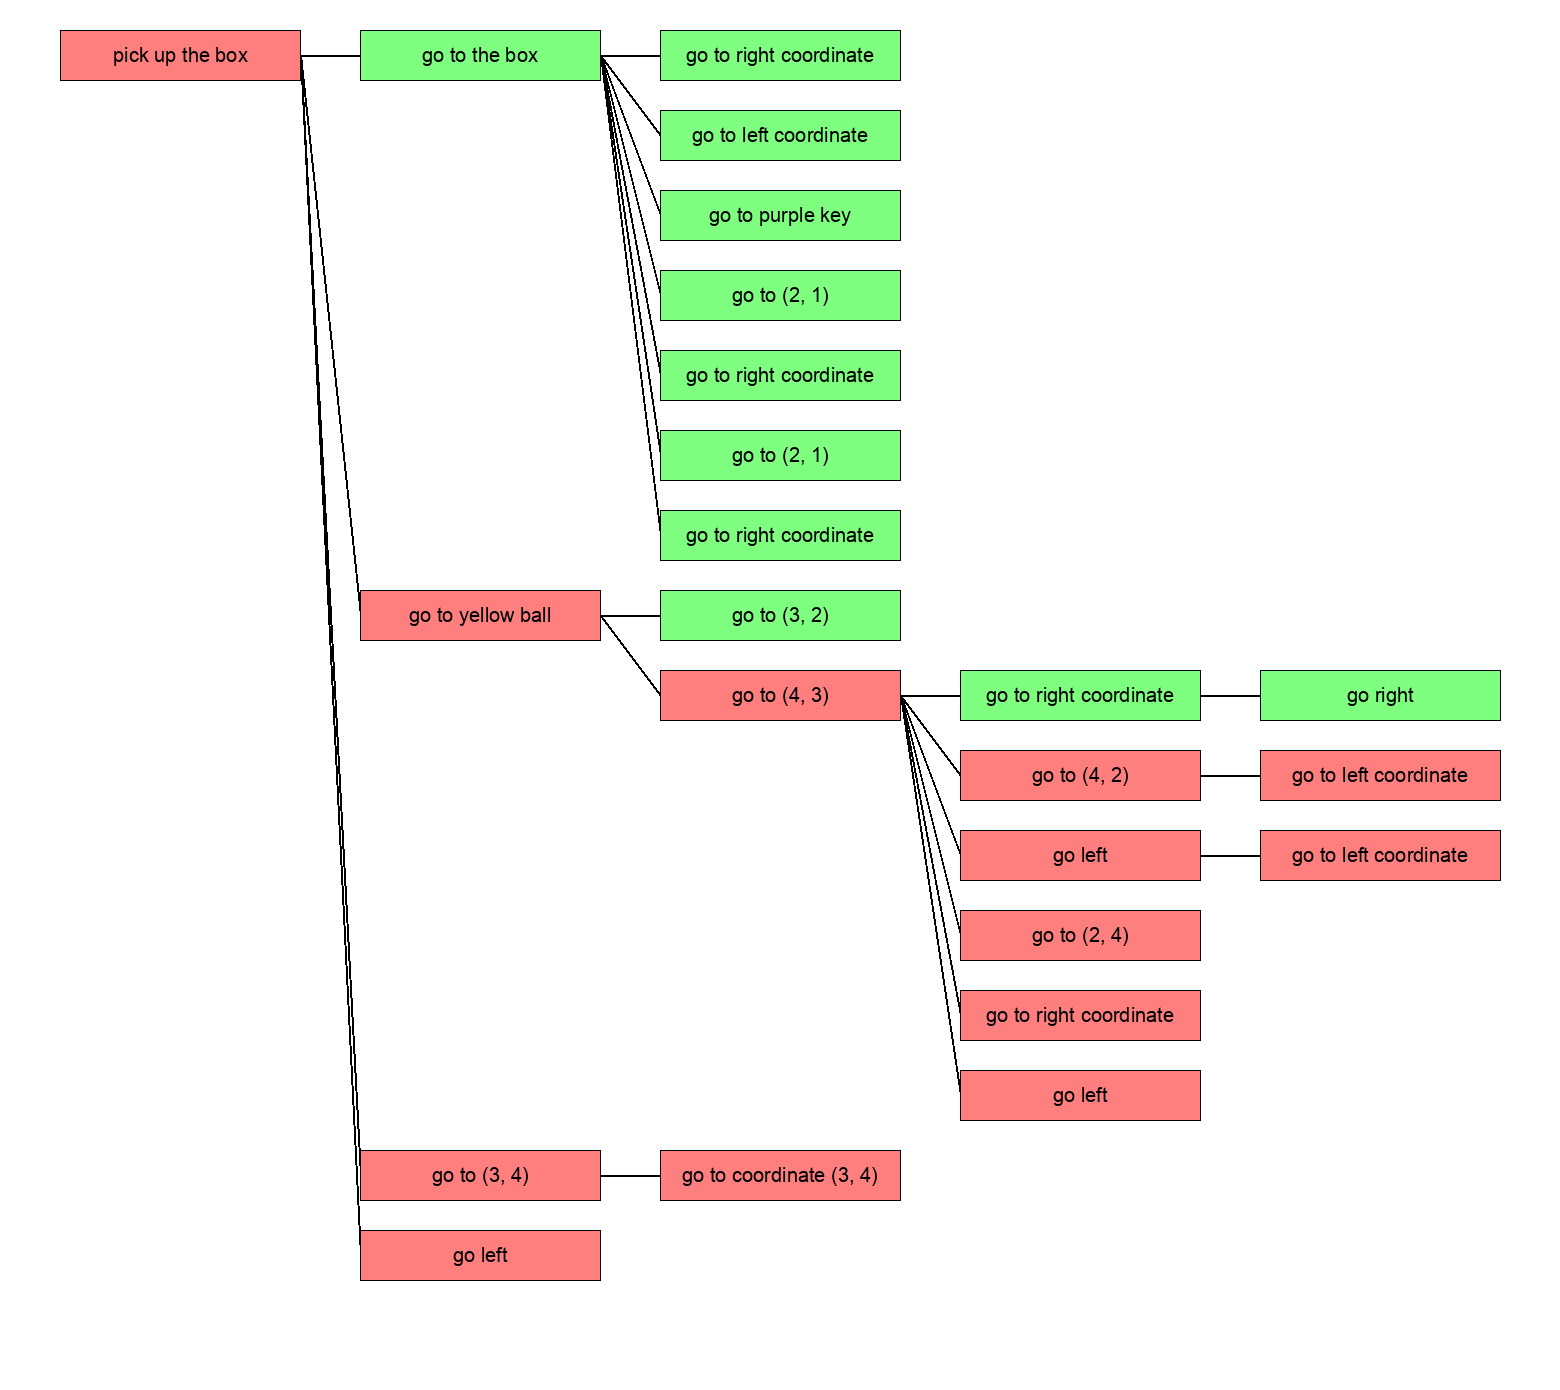 pick up the box
go to the box
go to right coordinate
go to left coordinate
go to purple key
go to (2, 1)
go to right coordinate
go to (2, 1)
go to right coordinate
go to yellow ball
go to (3, 2)
go to (4, 3)
go to right coordinate
go right
go to (4, 2)
go to left coordinate
go left
go to left coordinate
go to (2, 4)
go to right coordinate
go left
go to (3, 4)
go to coordinate (3, 4)
go left